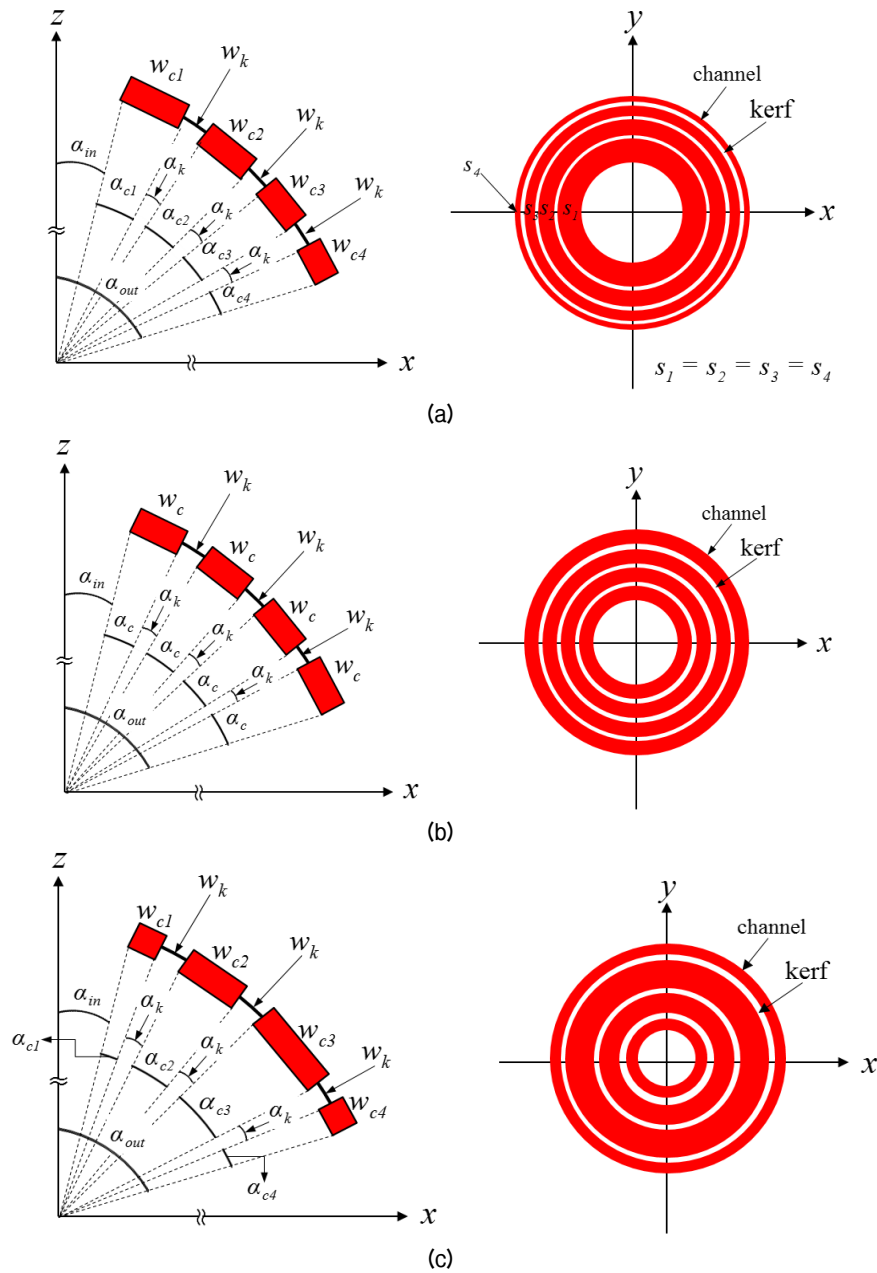 z
w_c1
w_k
w_c2
w_k
w_c3
w_k
w_c4
α_in
α_c1
α_k
α_c2
α_k
α_c3
α_k
α_c4
α_out
x
y
channel
kerf
s_4
s_3 s_2 s_1
x
s_1 = s_2 = s_3 = s_4
(a)
z
w_c
w_k
w_c
w_k
w_c
w_k
w_c
α_in
α_k
α_c
α_c
α_k
α_c
α_k
α_c
α_out
x
y
channel
kerf
x
(b)
z
w_c1
w_k
w_c2
w_k
w_c3
w_k
w_c4
α_in
α_k
α_c1
α_c2
α_k
α_c3
α_k
α_out
α_c4
x
y
channel
kerf
x
(c)